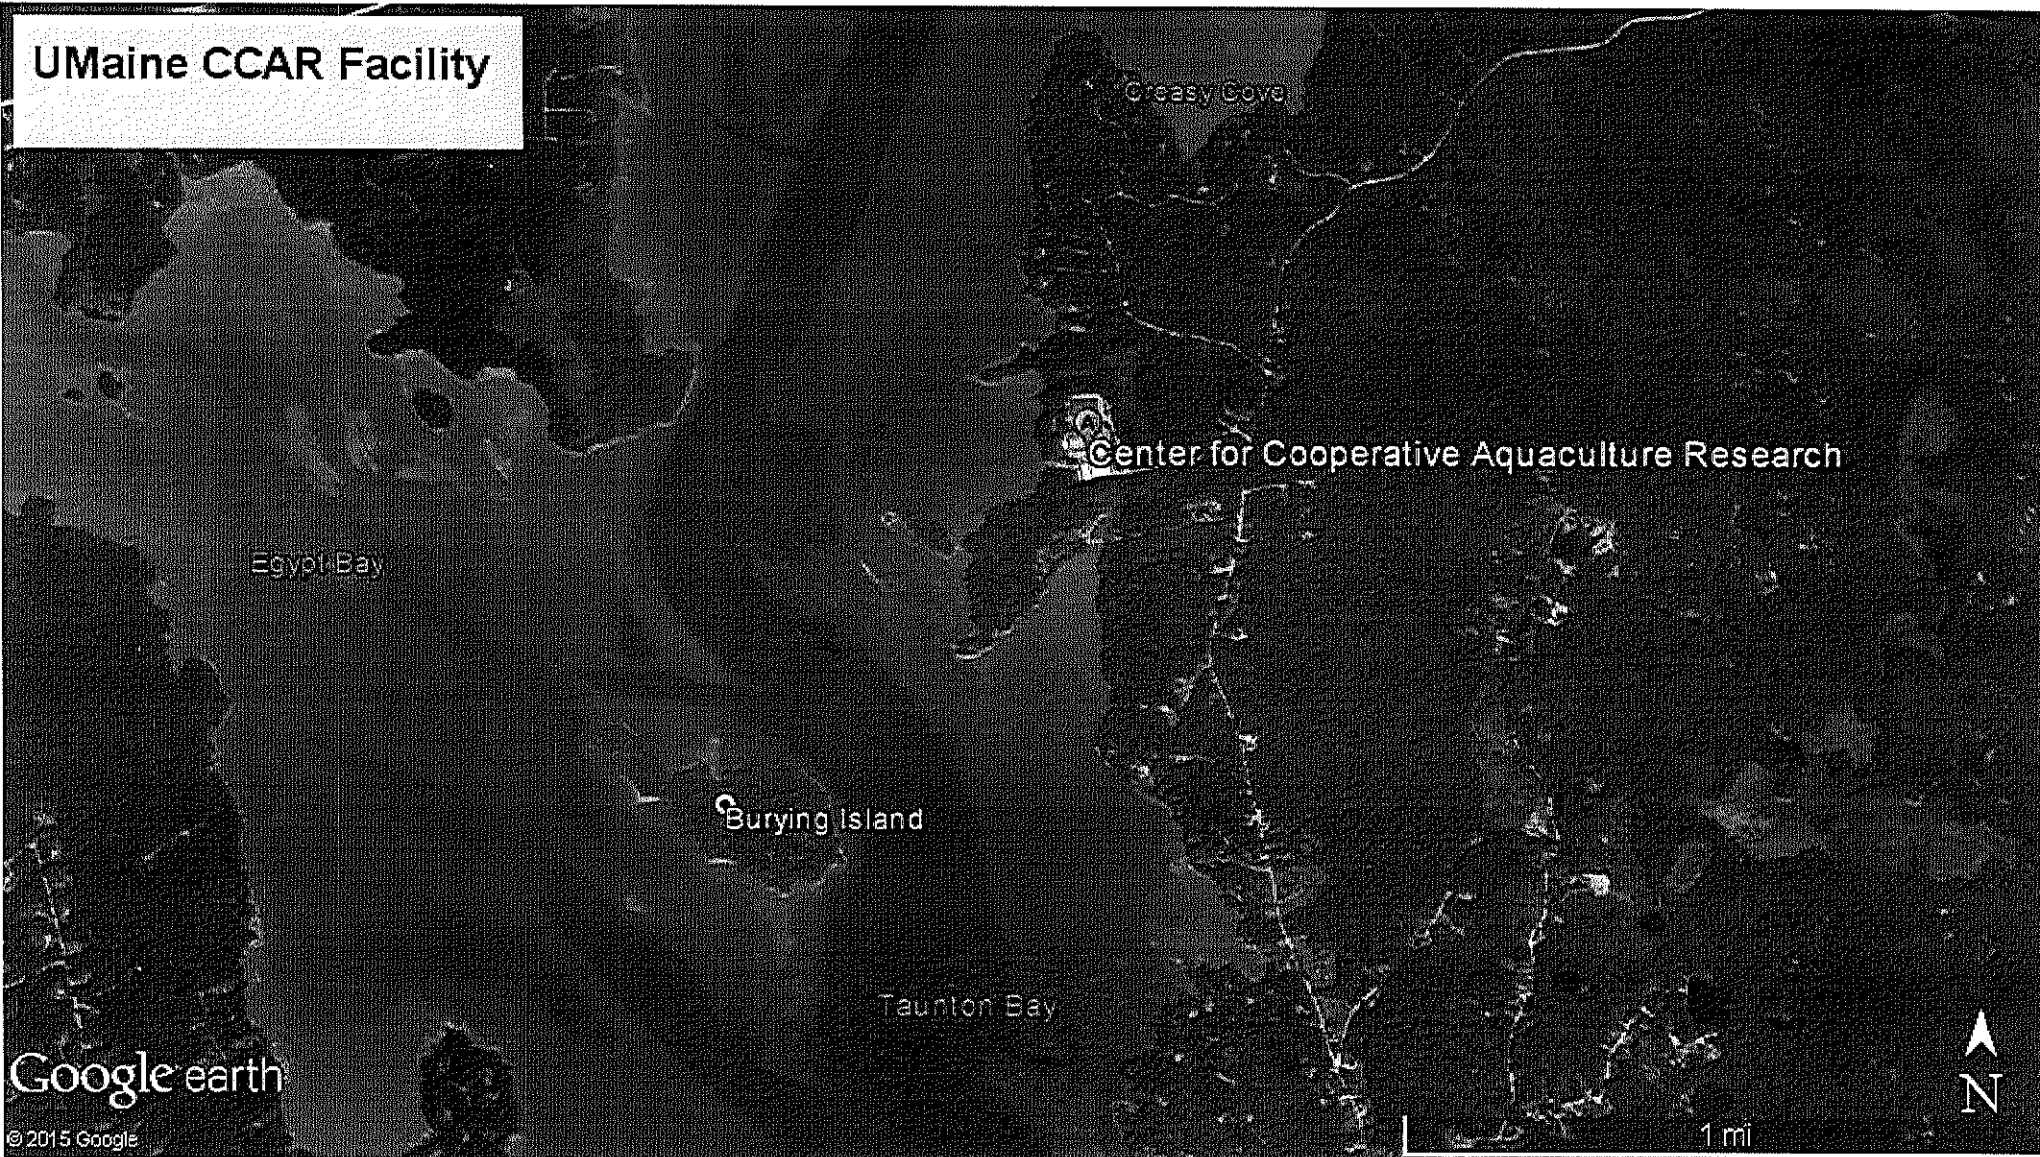 UMaine CCAR Facility
Greasy Cove
Center for Cooperative Aquaculture Research
Egypt Bay
Burying Island
Taunton Bay
Google earth
N
© 2015 Google
1 mi